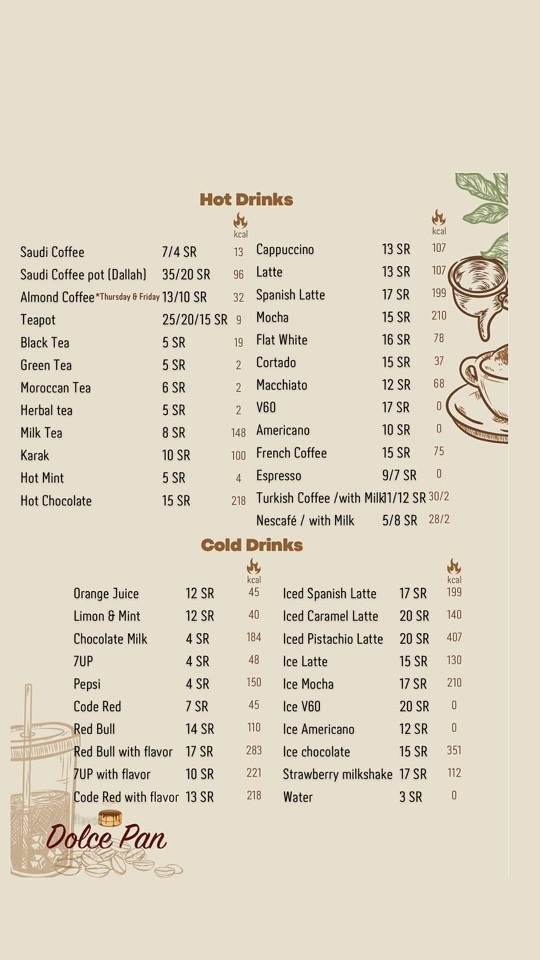 Hot Drinks
kcal
Saudi Coffee 7/4 SR 13
Saudi Coffee pot (Dallah) 35/20 SR 96
Almond Coffee *Thursday & Friday 13/10 SR 32
Teapot 25/20/15 SR 9
Black Tea 5 SR 19
Green Tea 5 SR 2
Moroccan Tea 6 SR 2
Herbal tea 5 SR 2
Milk Tea 8 SR 148
Karak 10 SR 100
Hot Mint 5 SR 4
Hot Chocolate 15 SR 218
kcal
Cappuccino 13 SR 107
Latte 13 SR 107
Spanish Latte 17 SR 199
Mocha 15 SR 210
Flat White 16 SR 78
Cortado 15 SR 37
Macchiato 12 SR 68
V60 17 SR 0
Americano 10 SR 0
French Coffee 15 SR 75
Espresso 9/7 SR 0
Turkish Coffee /with Milk 11/12 SR 30/2
Nescafé / with Milk 5/8 SR 28/2
Cold Drinks
kcal
Orange Juice 12 SR 45
Limon & Mint 12 SR 40
Chocolate Milk 4 SR 184
7UP 4 SR 48
Pepsi 4 SR 150
Code Red 7 SR 45
Red Bull 14 SR 110
Red Bull with flavor 17 SR 283
7UP with flavor 10 SR 221
Code Red with flavor 13 SR 218
kcal
Iced Spanish Latte 17 SR 199
Iced Caramel Latte 20 SR 140
Iced Pistachio Latte 20 SR 407
Ice Latte 15 SR 130
Ice Mocha 17 SR 210
Ice V60 20 SR 0
Ice Americano 12 SR 0
Ice chocolate 15 SR 351
Strawberry milkshake 17 SR 112
Water 3 SR 0
Dolce Pan